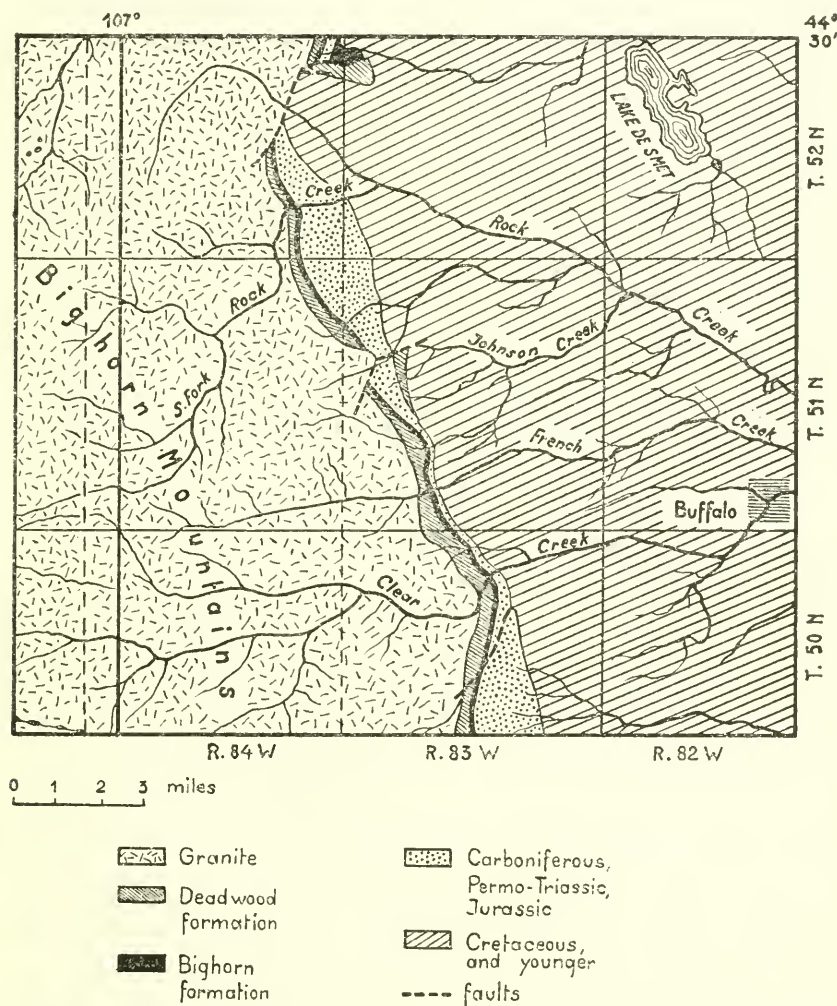 107°
44°
30'
LAKE DE SMET
T. 52 N
Creek
Rock
Rock
Creek
Bighorn
Mountains
Johnson
Creek
S. Fork
French
Creek
T. 51 N
Buffalo
Creek
Clear
T. 50 N
R. 84 W R. 83 W R. 82 W
0 1 2 3 miles
Granite
Deadwood
formation
Bighorn
formation
Carboniferous,
Permo-Triassic,
Jurassic
Cretaceous,
and younger
faults